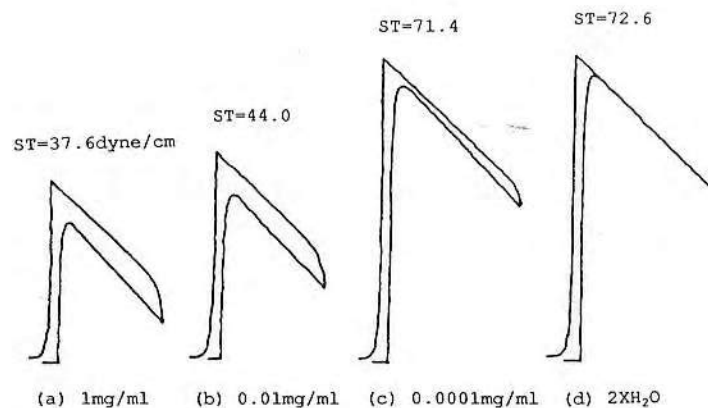 ST=37.6dyne/cm
ST=44.0
ST=71.4
ST=72.6
(a) 1mg/ml (b) 0.01mg/ml (c) 0.0001mg/ml (d) 2XH₂O